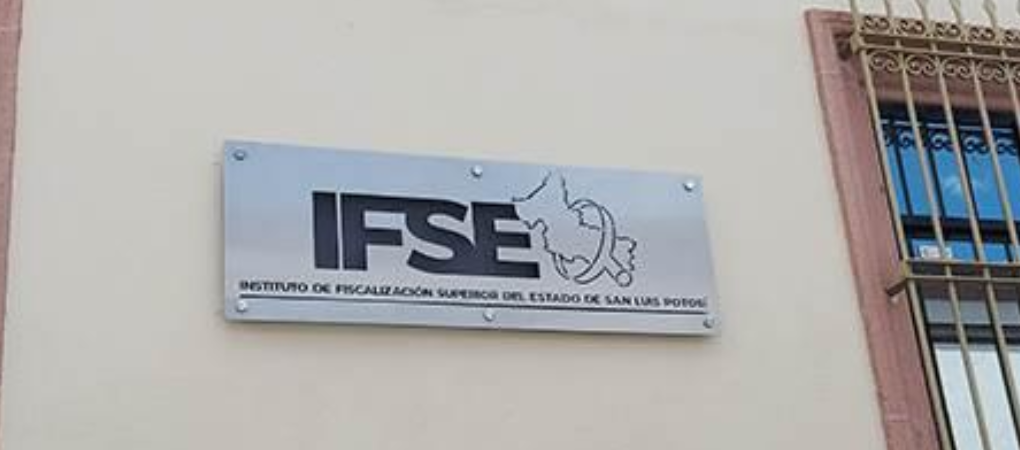 IFSE
INSTITUTO DE FISCALIZACIÓN SUPERIOR DEL ESTADO DE SAN LUIS POTOSÍ